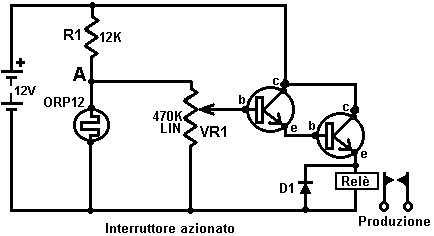 R1
12K
+
12V
A
ORP12
470K
LIN
VR1
b
c
e
b
c
e
D1
Relè
Produzione
Interruttore azionato